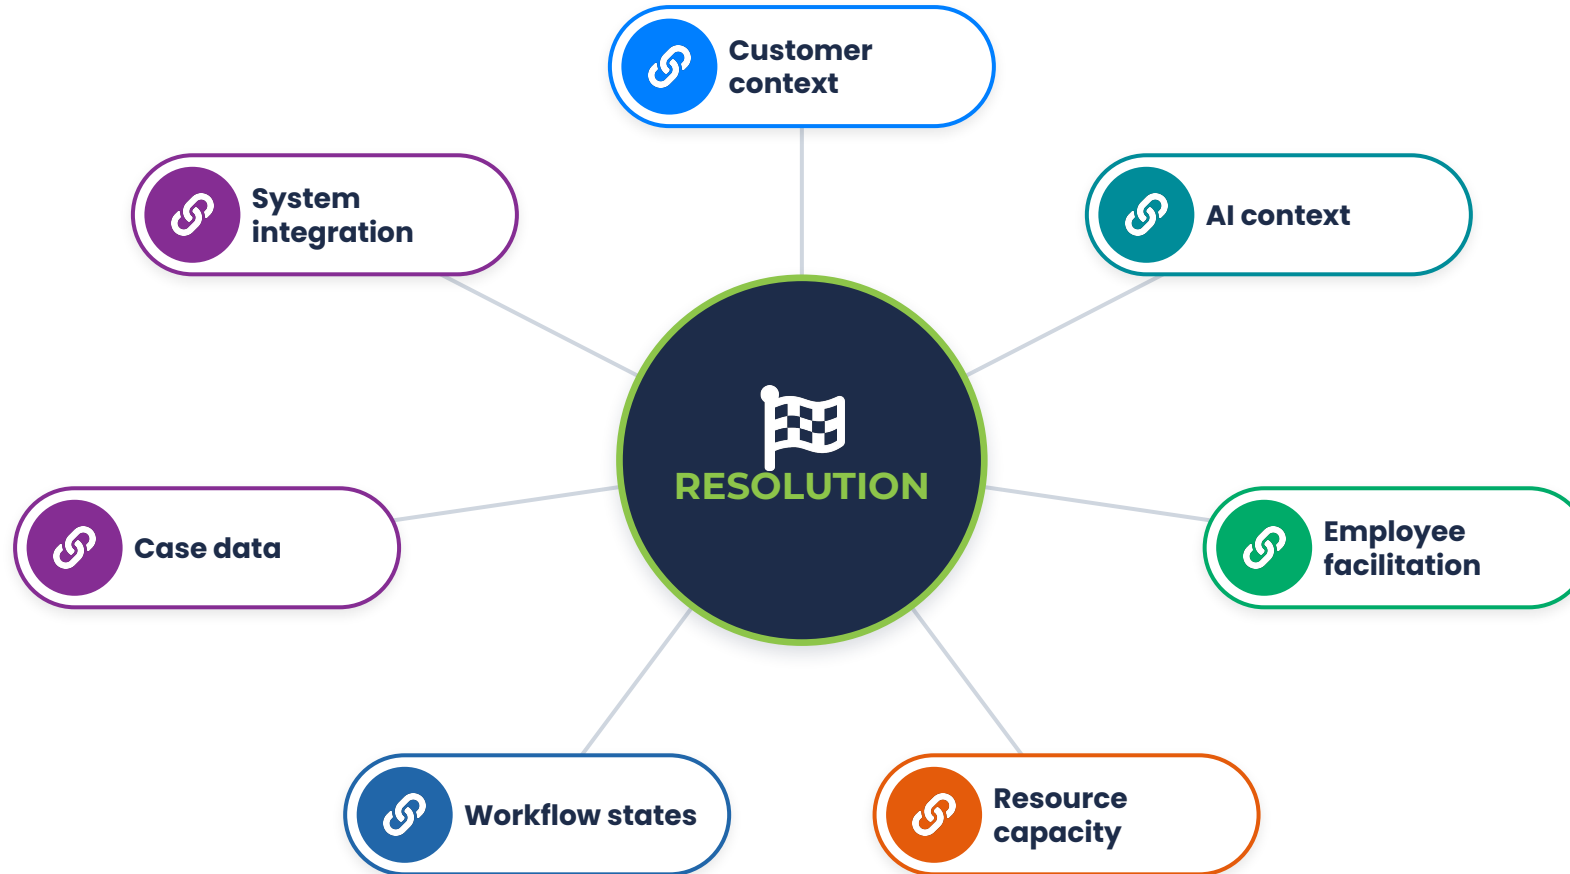 Customer
context
System
integration
AI context
RESOLUTION
Case data
Employee
facilitation
Workflow states
Resource
capacity